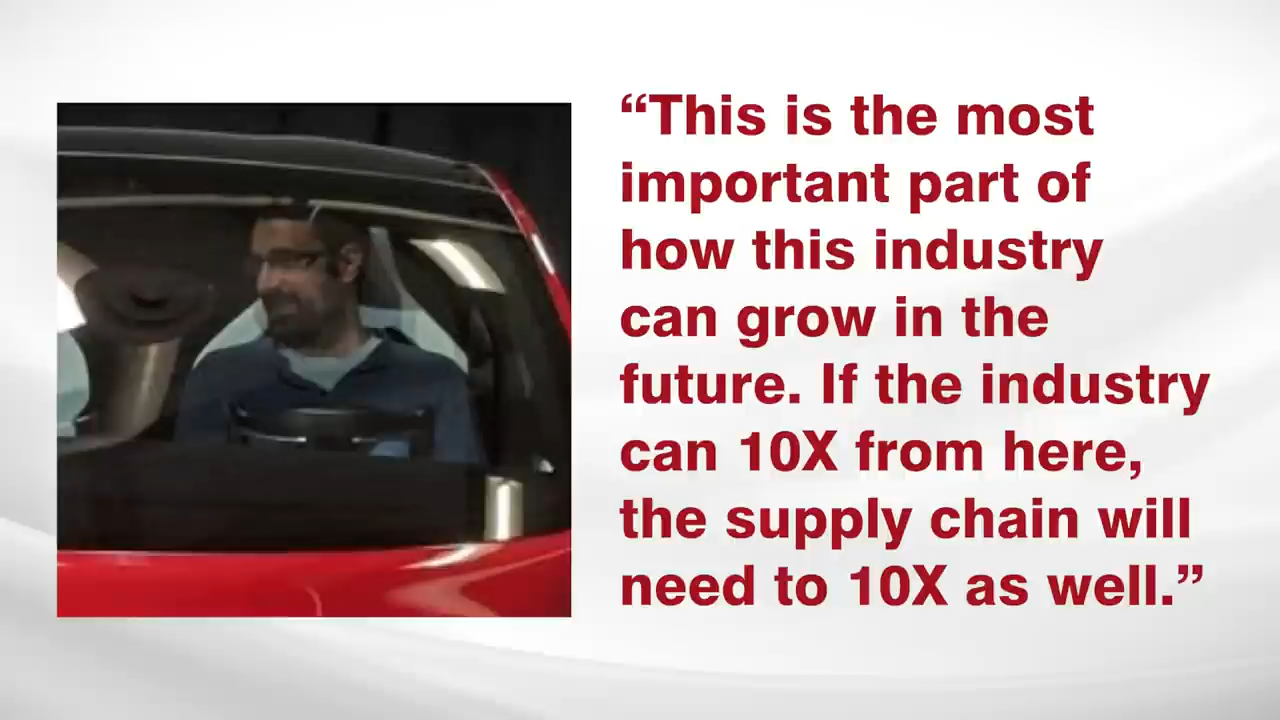 “This is the most
important part of
how this industry
can grow in the
future. If the industry
can 10X from here,
the supply chain will
need to 10X as well.”